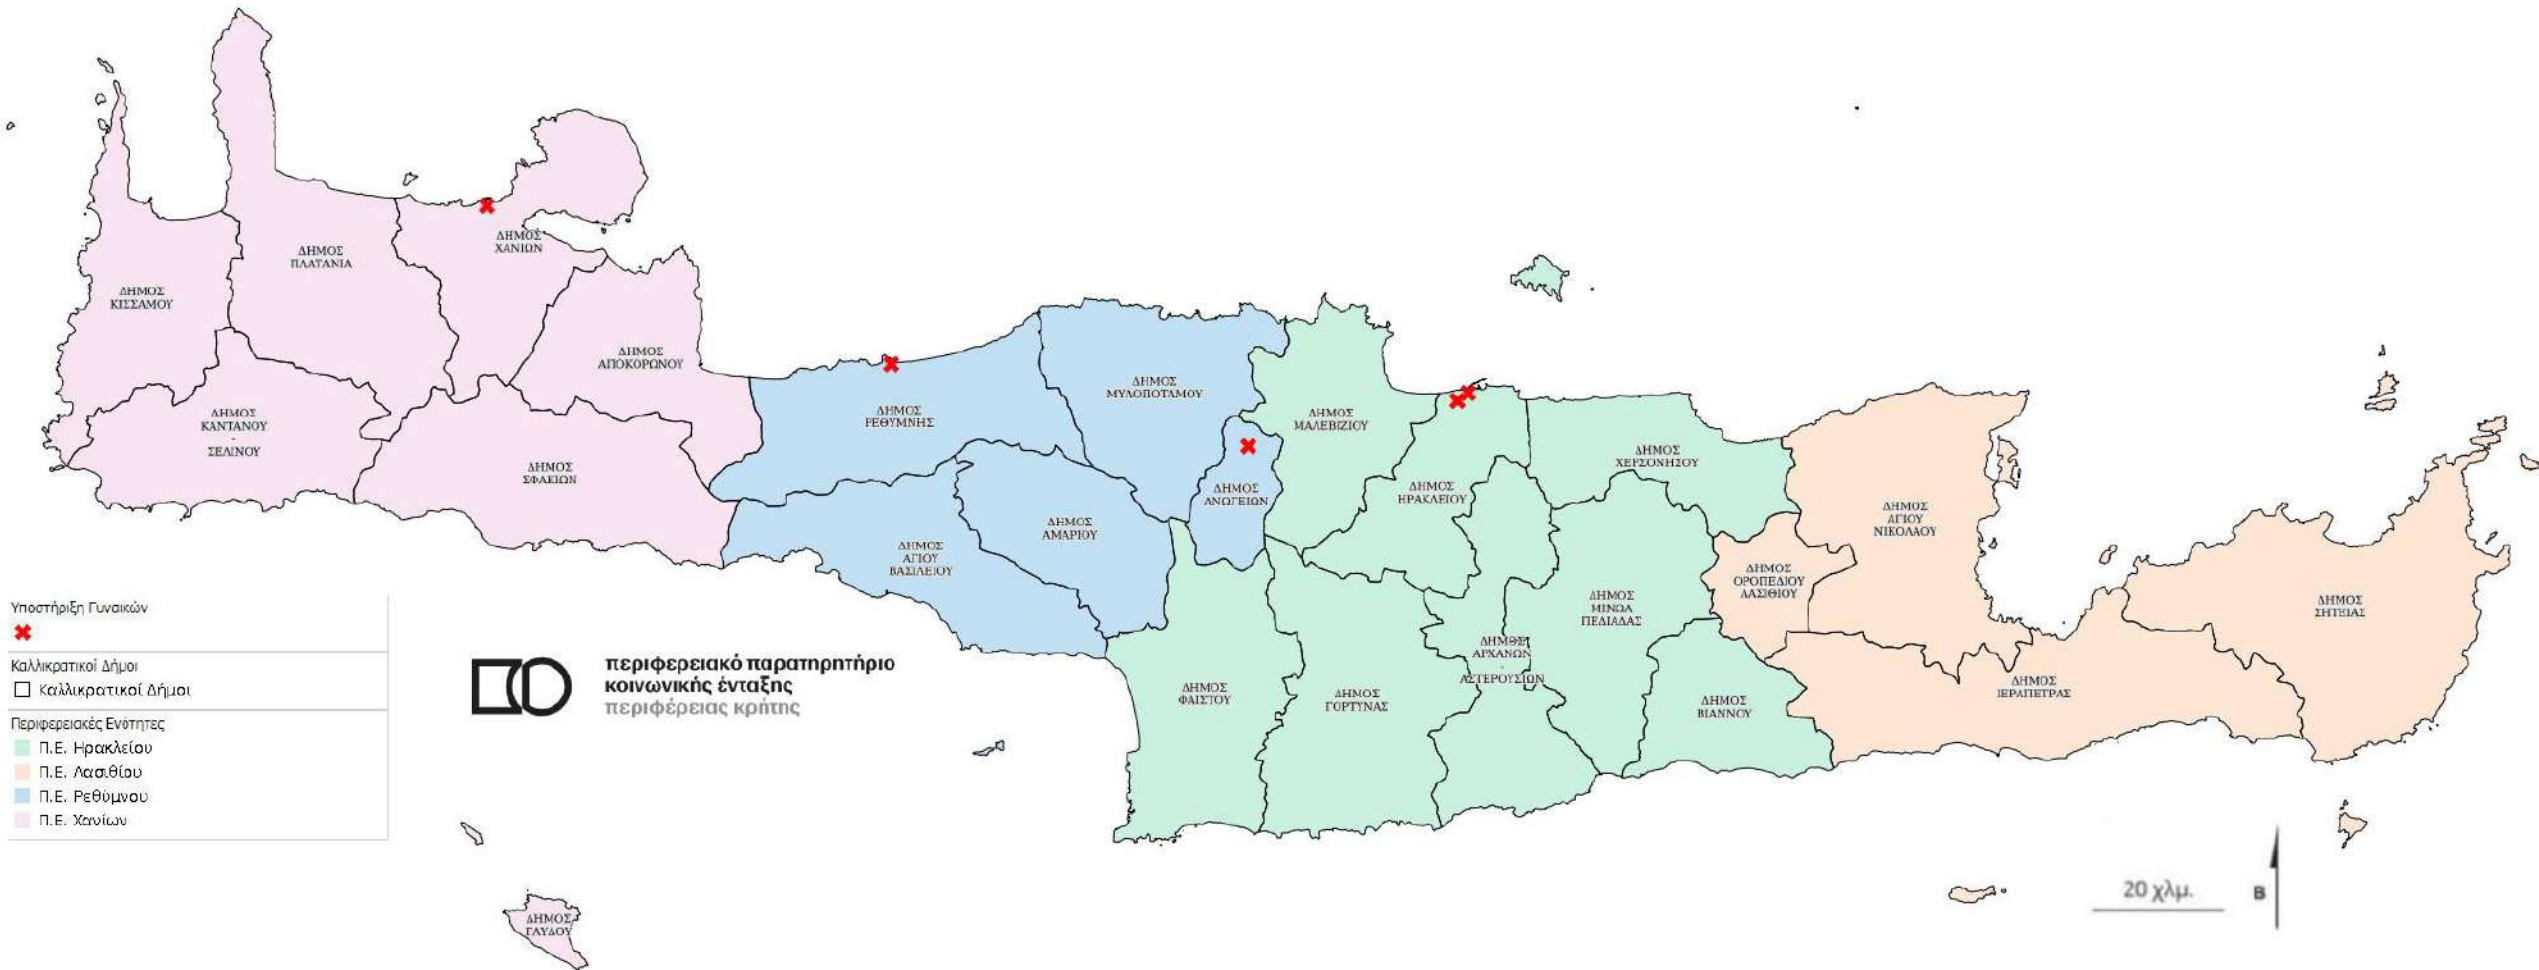 ΔΗΜΟΣ
ΧΑΝΙΩΝ
ΔΗΜΟΣ
ΠΛΑΤΑΝΙΑ
ΔΗΜΟΣ
ΚΙΣΣΑΜΟΥ
ΔΗΜΟΣ
ΑΠΟΚΟΡΩΝΟΥ
ΔΗΜΟΣ
ΚΑΝΤΑΝΟΥ
-
ΣΕΛΙΝΟΥ
ΔΗΜΟΣ
ΣΦΑΚΙΩΝ
ΔΗΜΟΣ
ΡΕΘΥΜΝΗΣ
ΔΗΜΟΣ
ΜΥΛΟΠΟΤΑΜΟΥ
ΔΗΜΟΣ
ΑΝΩΓΕΙΩΝ
ΔΗΜΟΣ
ΑΜΑΡΙΟΥ
ΔΗΜΟΣ
ΑΓΙΟΥ
ΒΑΣΙΛΕΙΟΥ
ΔΗΜΟΣ
ΜΑΛΕΒΙΖΙΟΥ
ΔΗΜΟΣ
ΗΡΑΚΛΕΙΟΥ
ΔΗΜΟΣ
ΧΕΡΣΟΝΗΣΟΥ
ΔΗΜΟΣ
ΑΓΙΟΥ
ΝΙΚΟΛΑΟΥ
ΔΗΜΟΣ
ΟΡΟΠΕΔΙΟΥ
ΛΑΣΙΘΙΟΥ
ΔΗΜΟΣ
ΜΙΝΩΑ
ΠΕΔΙΑΔΑΣ
ΔΗΜΟΣ
ΣΗΤΕΙΑΣ
ΔΗΜΟΣ
ΑΡΧΑΝΩΝ
-
ΑΣΤΕΡΟΥΣΙΩΝ
ΔΗΜΟΣ
ΦΑΙΣΤΟΥ
ΔΗΜΟΣ
ΓΟΡΤΥΝΑΣ
ΔΗΜΟΣ
ΒΙΑΝΝΟΥ
ΔΗΜΟΣ
ΙΕΡΑΠΕΤΡΑΣ
Υποστήριξη Γυναικών
Καλλικρατικοί Δήμοι
Καλλικρατικοί Δήμοι
Περιφερειακές Ενότητες
Π.Ε. Ηρακλείου
Π.Ε. Λασιθίου
Π.Ε. Ρεθύμνου
Π.Ε. Χανίων
περιφερειακό παρατηρητήριο
κοινωνικής ένταξης
περιφέρειας κρήτης
ΔΗΜΟΣ
ΓΑΥΔΟΥ
20 χλμ.
Β